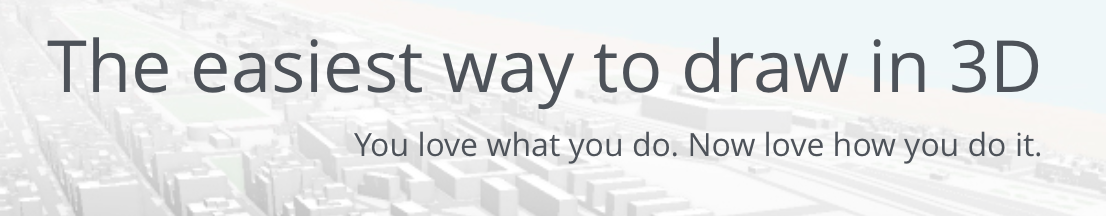 The easiest way to draw in 3D
You love what you do. Now love how you do it.